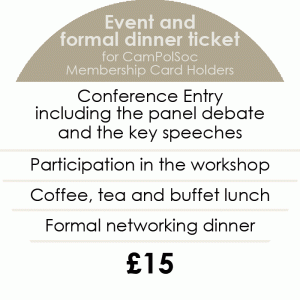 Event and
formal dinner ticket
for CamPolSoc
Membership Card Holders
Conference Entry
including the panel debate
and the key speeches
Participation in the workshop
Coffee, tea and buffet lunch
Formal networking dinner
£15